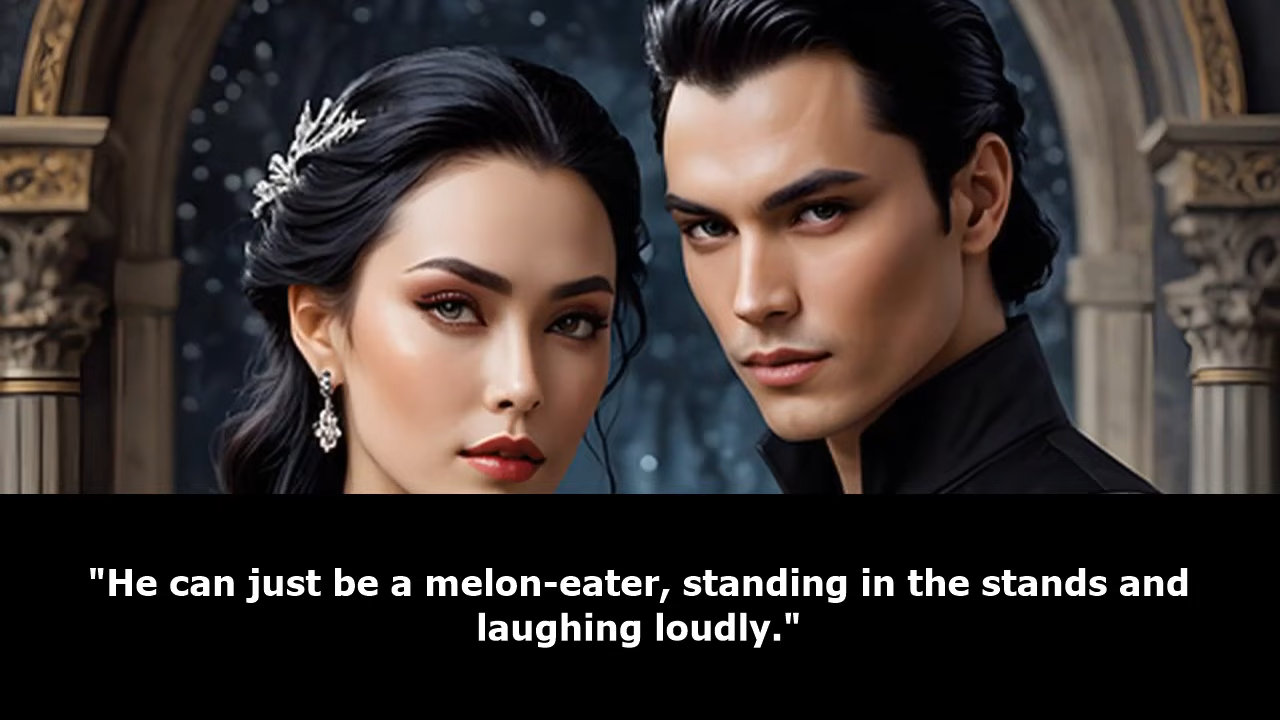 "He can just be a melon-eater, standing in the stands and
laughing loudly."